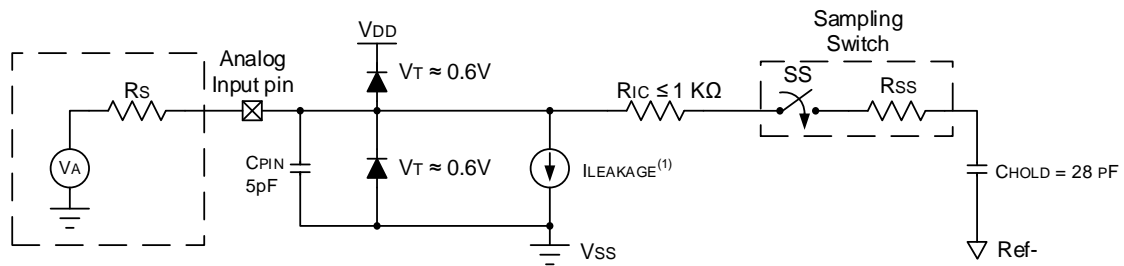 Sampling
Switch
VDD
Analog
Input pin
RS
VT ≈ 0.6V
RIC ≤ 1 KΩ
SS
RSS
VA
CPIN
5pF
VT ≈ 0.6V
ILEAKAGE(1)
CHOLD = 28 PF
VSS
Ref-